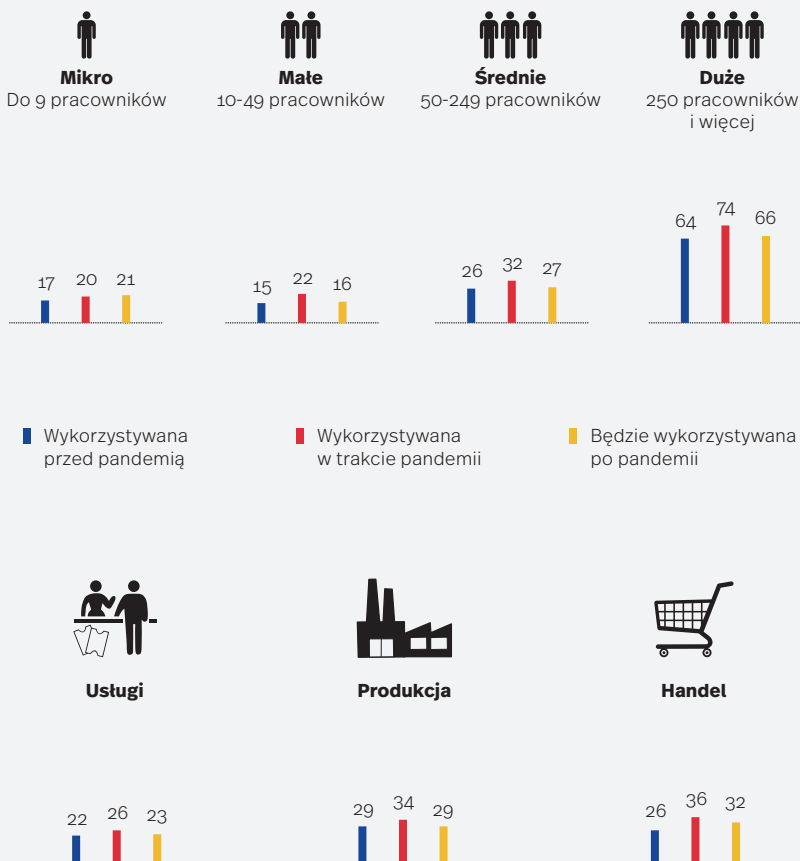 Mikro
Do 9 pracowników
Małe
10-49 pracowników
Średnie
50-249 pracowników
Duże
250 pracowników
i więcej
17 20 21
15 22 16
26 32 27
64 74 66
Wykorzystywana
przed pandemią
Wykorzystywana
w trakcie pandemii
Będzie wykorzystywana
po pandemii
Usługi
Produkcja
Handel
22 26 23
29 34 29
26 36 32